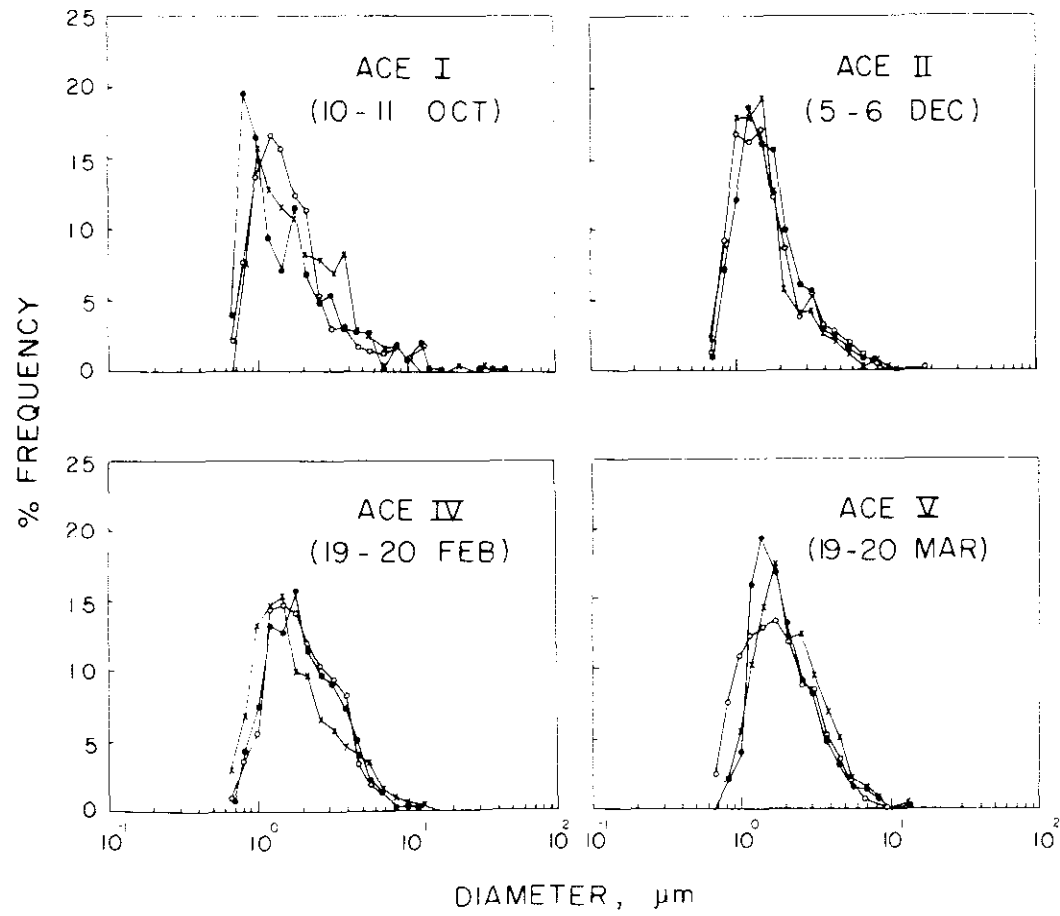 % FREQUENCY
25
20
15
10
5
0
ACE I
(10-11 OCT)
ACE II
(5-6 DEC)
25
20
15
10
5
0
ACE IV
(19-20 FEB)
ACE V
(19-20 MAR)
10-1 100 101 102
10-1 100 101 102
DIAMETER, μm